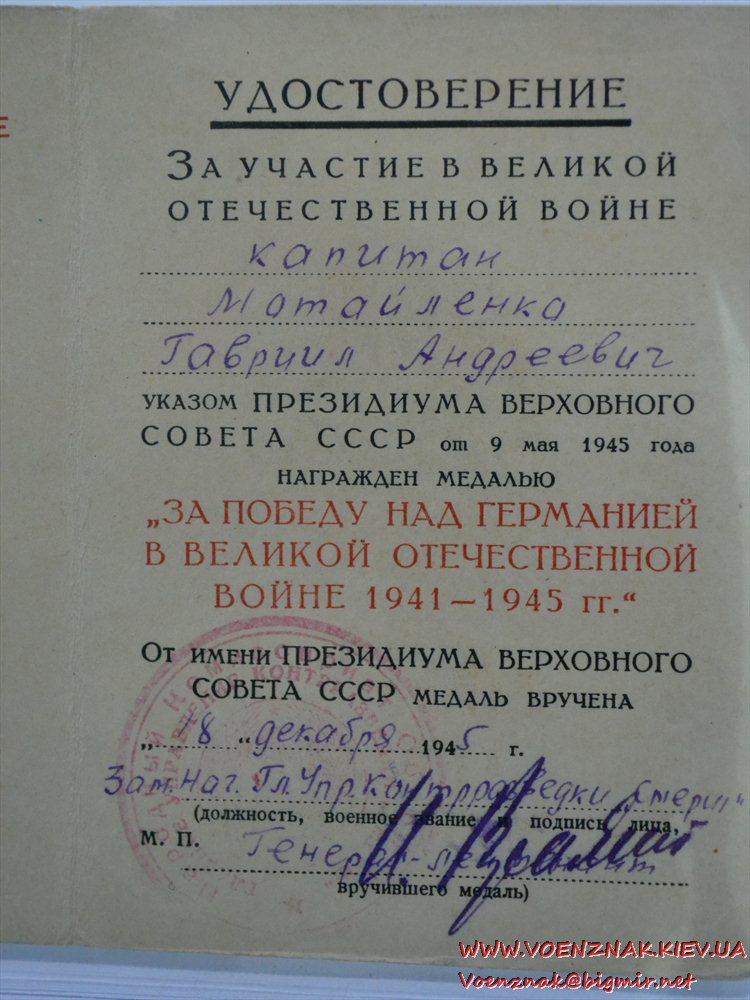 Е
УДОСТОВЕРЕНИЕ
ЗА УЧАСТИЕ В ВЕЛИКОЙ
ОТЕЧЕСТВЕННОЙ ВОЙНЕ
капитан
Матайленко
Гавриил Андреевич
УКАЗОМ ПРЕЗИДИУМА ВЕРХОВНОГО
СОВЕТА СССР от 9 мая 1945 года
НАГРАЖДЕН МЕДАЛЬЮ
„ЗА ПОБЕДУ НАД ГЕРМАНИЕЙ
В ВЕЛИКОЙ ОТЕЧЕСТВЕННОЙ
ВОЙНЕ 1941—1945 гг.“
От имени ПРЕЗИДИУМА ВЕРХОВНОГО
СОВЕТА СССР МЕДАЛЬ ВРУЧЕНА
„18“ декабря 1945 г.
Зам. Нач. Гл. Упр. Контрразведки „Смерш“
(должность, военное звание и подпись лица,
М. П.
Генерал-лейтенант
вручившего медаль)
WWW.VOENZNAK.KIEV.UA
Voenznak@bigmir.net